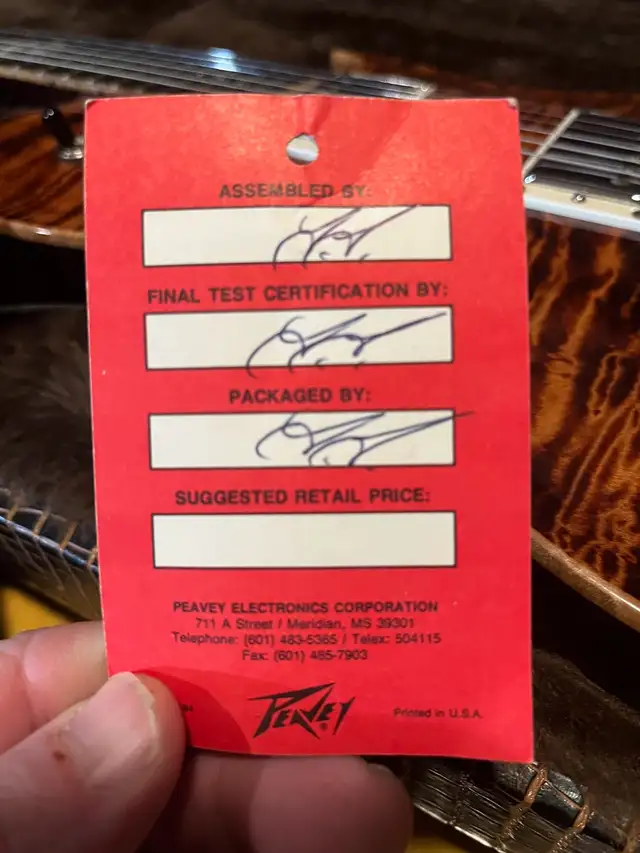 ASSEMBLED BY:
FINAL TEST CERTIFICATION BY:
PACKAGED BY:
SUGGESTED RETAIL PRICE:
PEAVEY ELECTRONICS CORPORATION
711 A Street / Meridian, MS 39301
Telephone: (601) 483-5365 / Telex: 504115
Fax: (601) 485-7903
PEAVEY®
Printed in U.S.A.